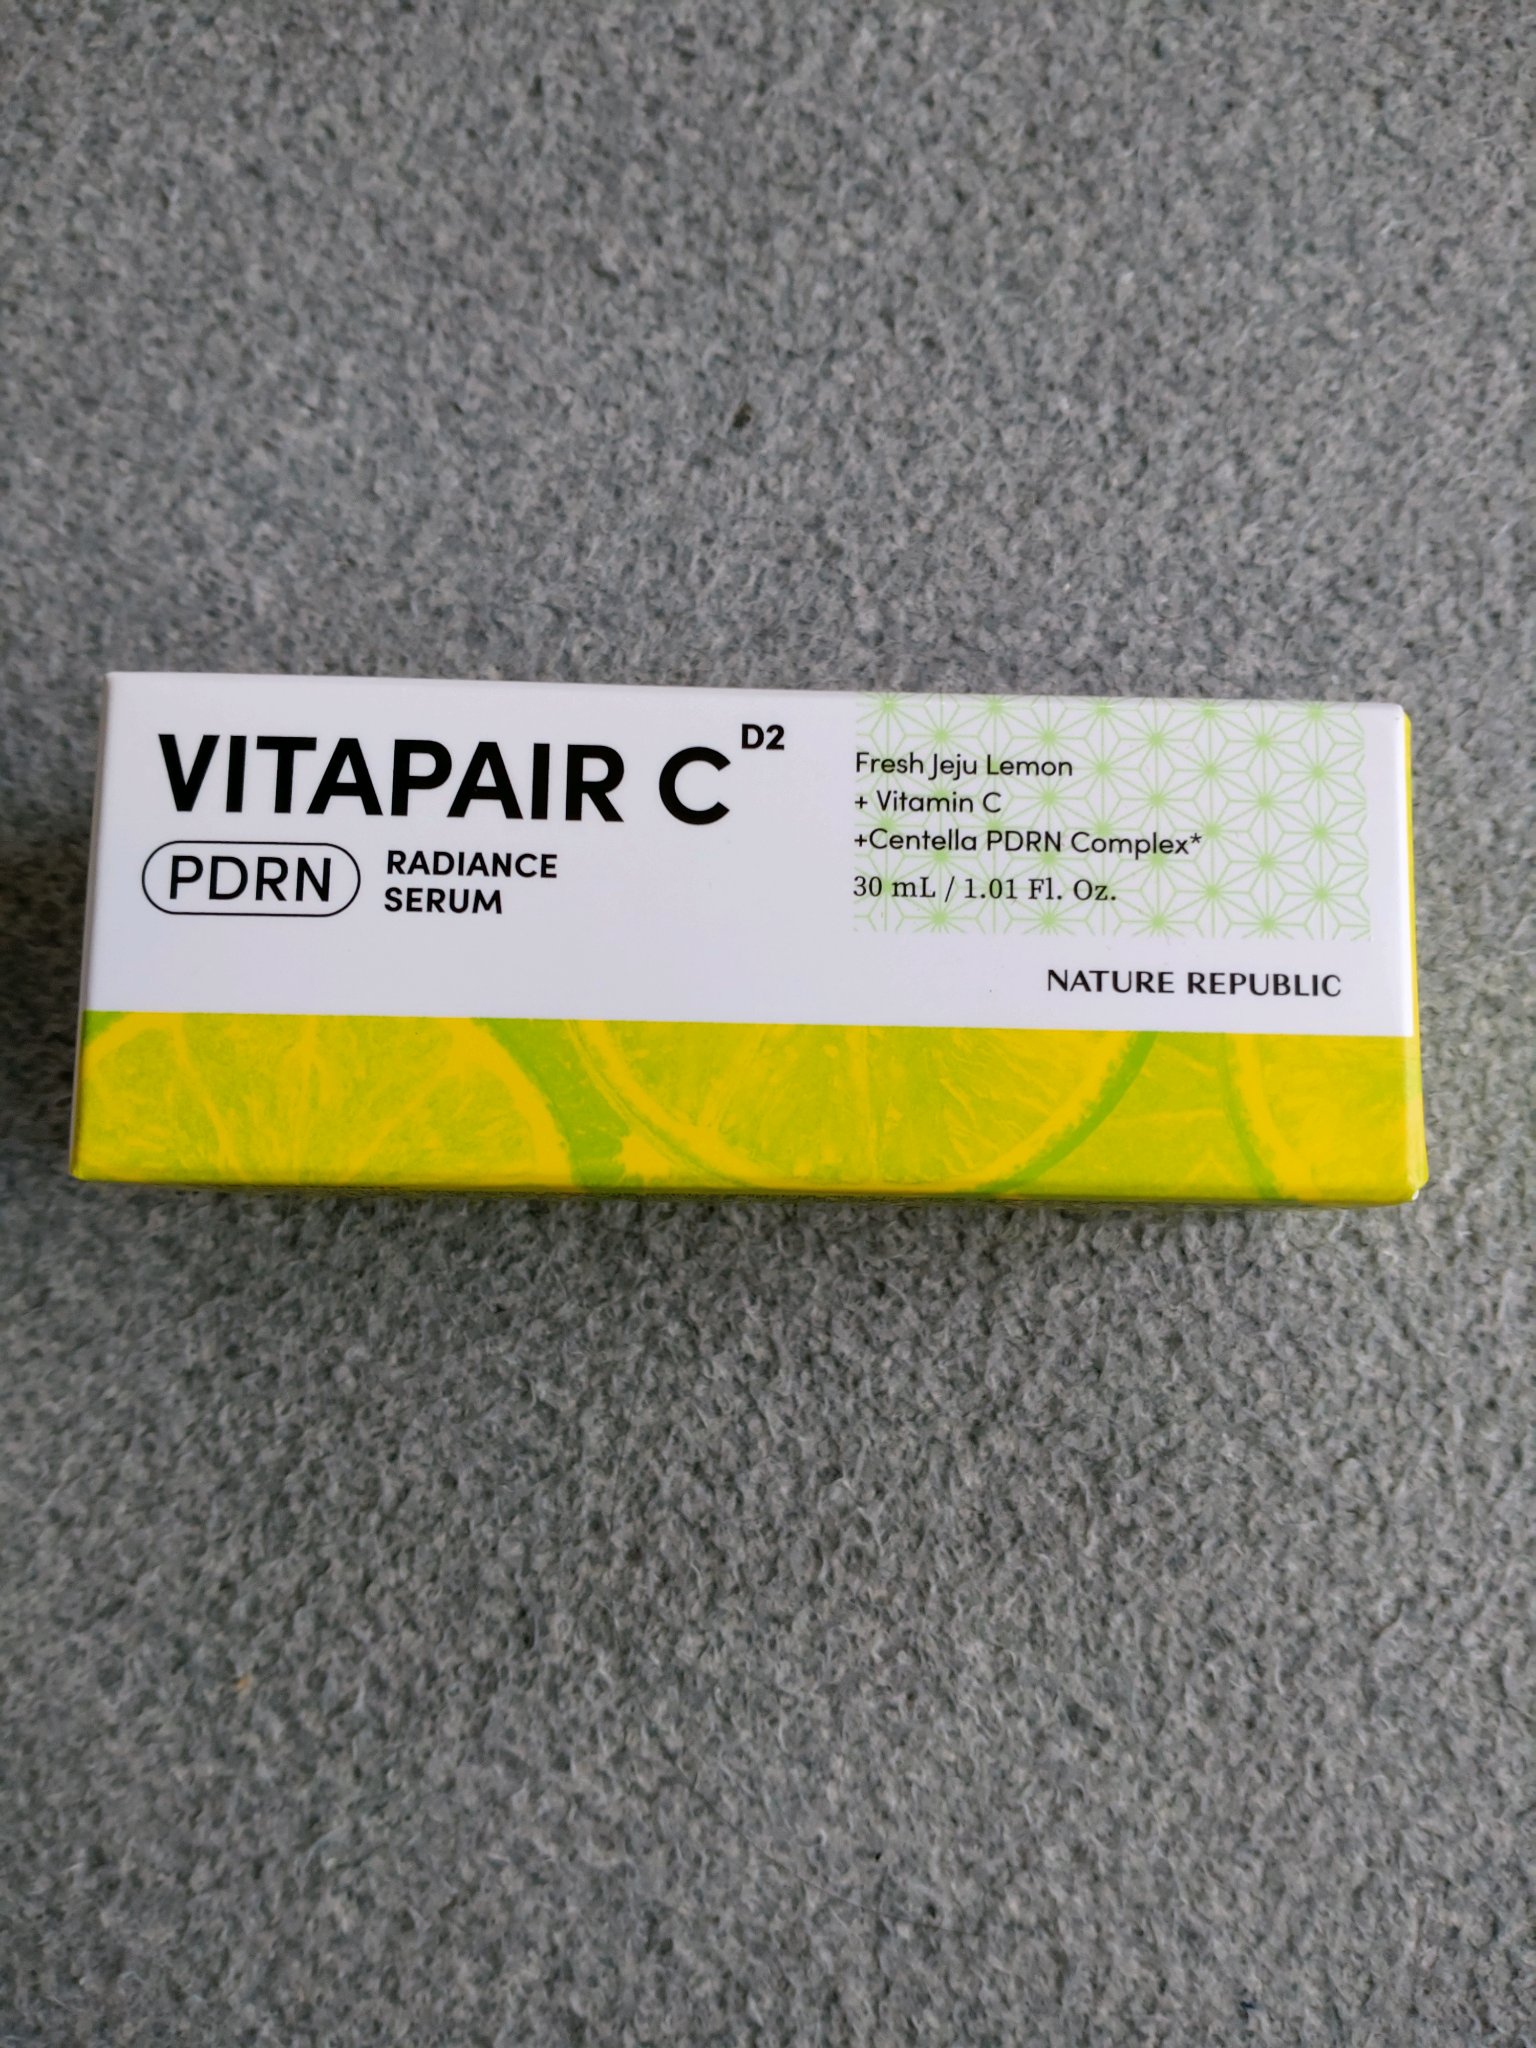 VITAPAIR C D2
PDRN RADIANCE
SERUM
Fresh Jeju Lemon
+ Vitamin C
+Centella PDRN Complex*
30 mL / 1.01 Fl. Oz.
NATURE REPUBLIC